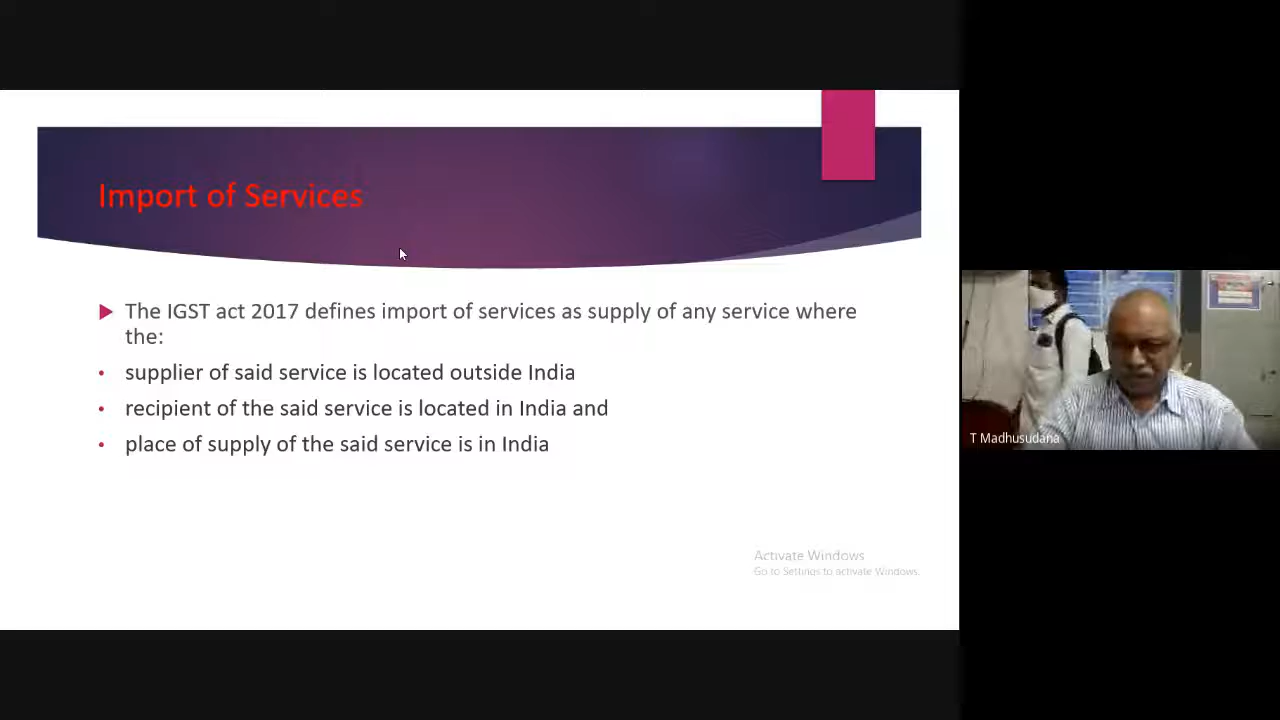 Import of Services
The IGST act 2017 defines import of services as supply of any service where
the:
supplier of said service is located outside India
recipient of the said service is located in India and
place of supply of the said service is in India
Activate Windows
Go to Settings to activate Windows.
T Madhusudana